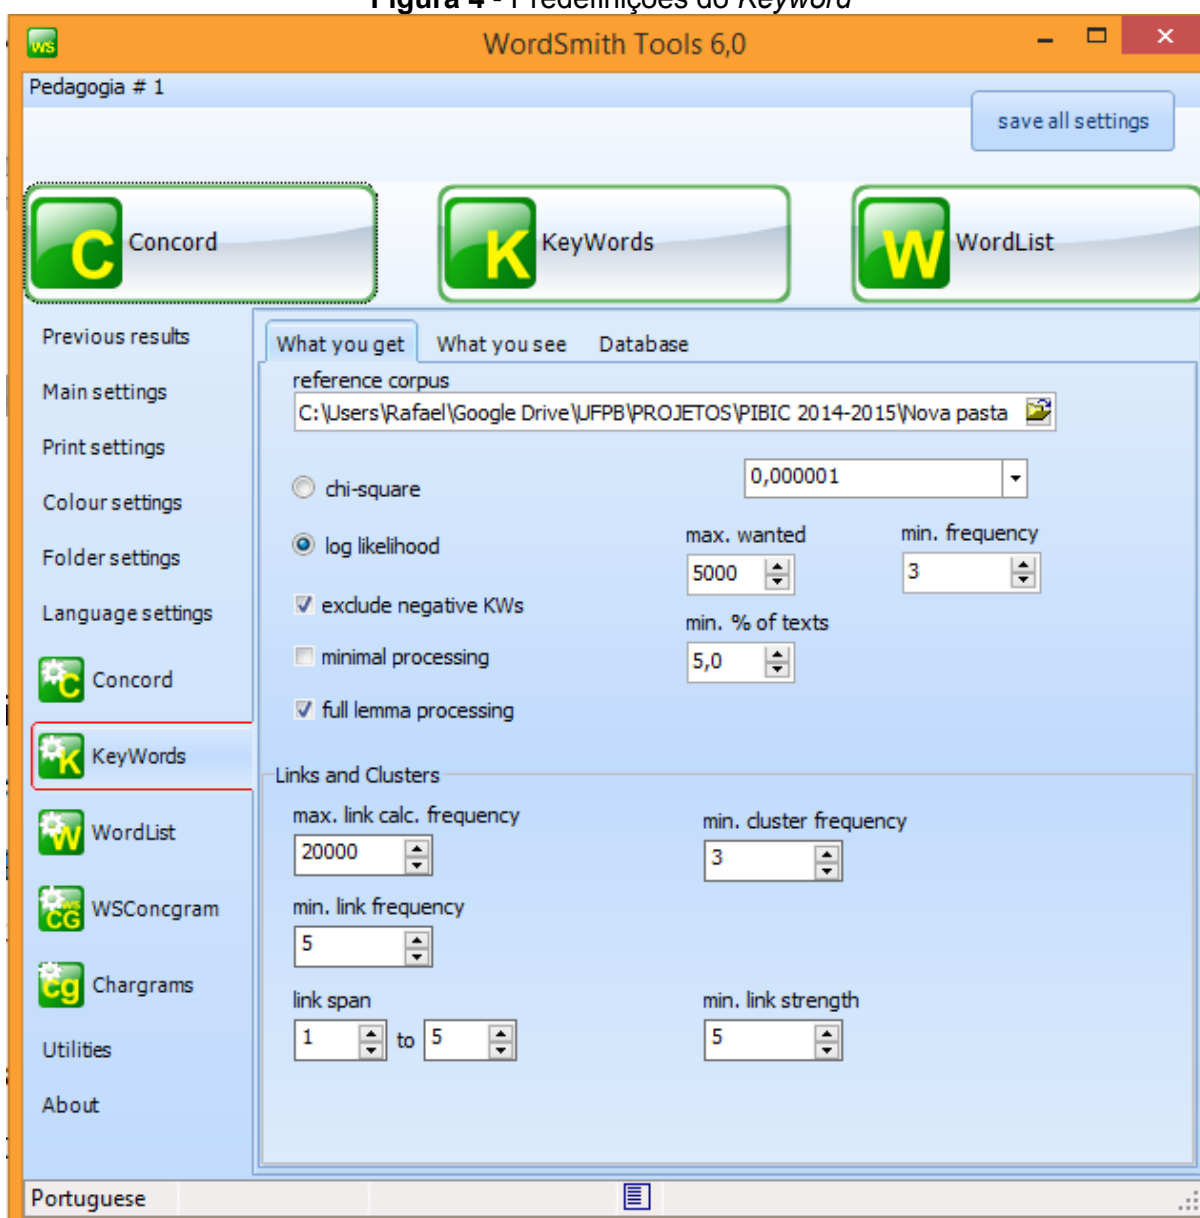 Figura 4 - Predefinições do Keyword
WS
WordSmith Tools 6,0
Pedagogia # 1
save all settings
C Concord
K KeyWords
W WordList
Previous results
Main settings
Print settings
Colour settings
Folder settings
Language settings
C Concord
K KeyWords
W WordList
WS CG WSConcgram
cg Chargrams
Utilities
About
What you get What you see Database
reference corpus
C:\Users\Rafael\Google Drive\UFPB\PROJETOS\PIBIC 2014-2015\Nova pasta
chi-square 0,000001
log likelihood
max. wanted min. frequency
5000 3
exclude negative KWs
min. % of texts
minimal processing 5,0
full lemma processing
Links and Clusters
max. link calc. frequency min. cluster frequency
20000 3
min. link frequency
5
link span min. link strength
1 to 5 5
Portuguese